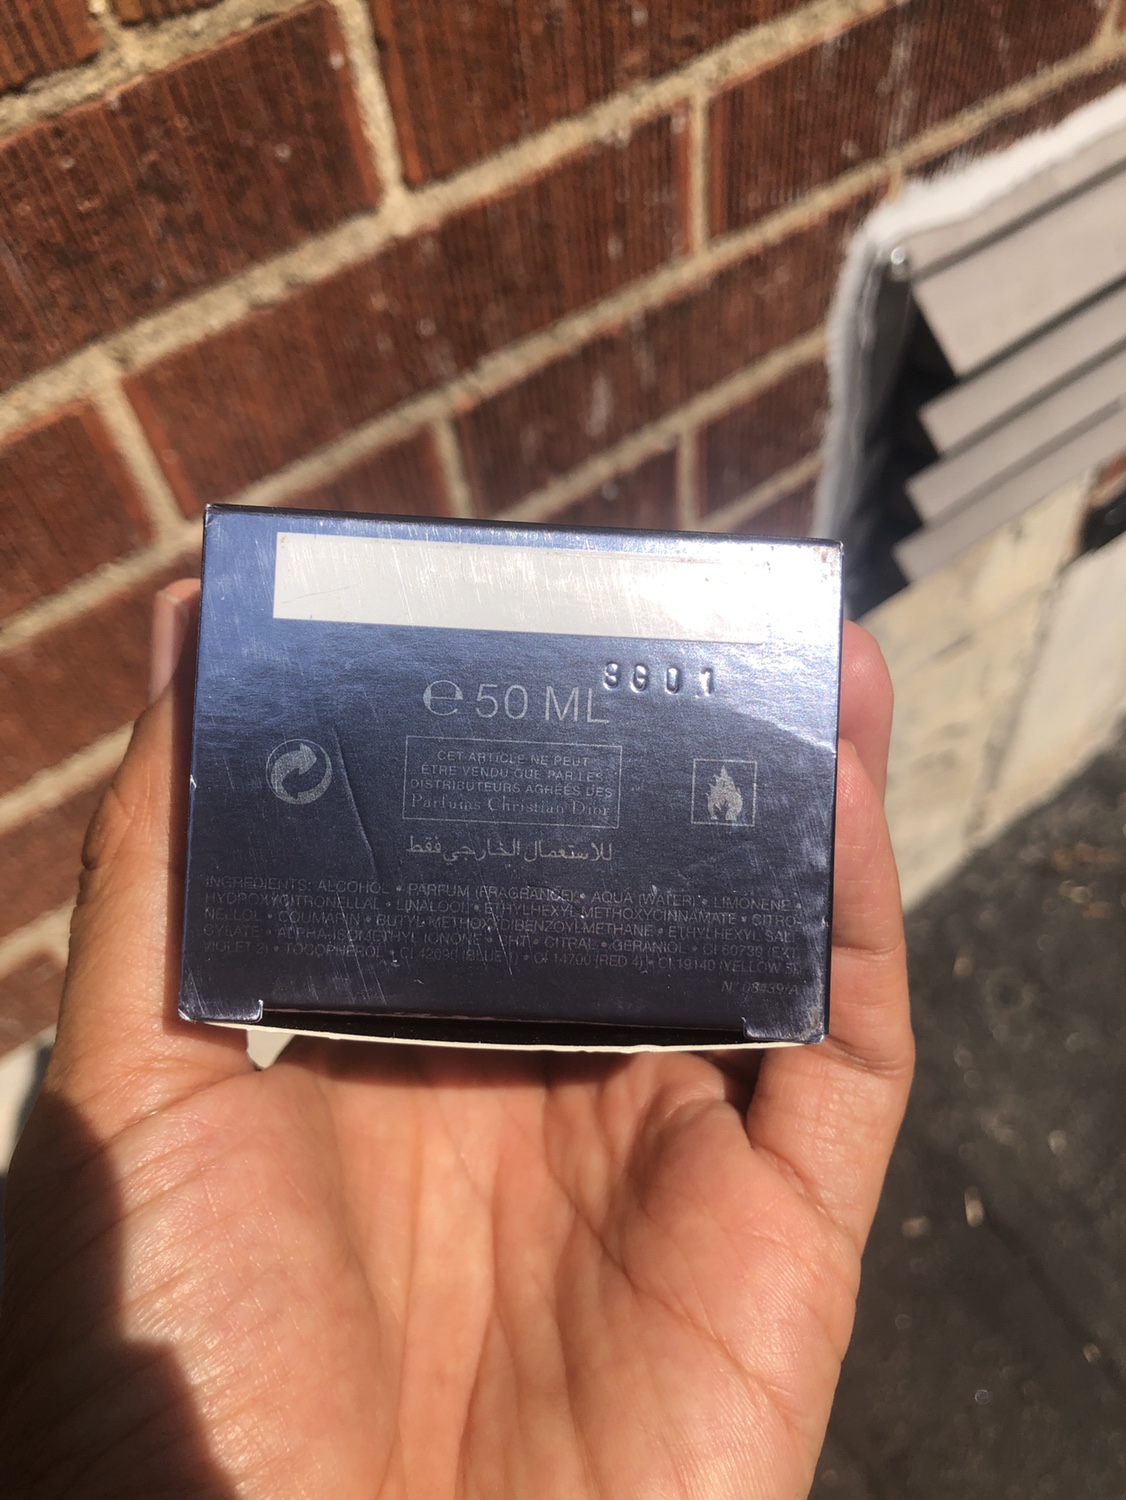 8G01
℮ 50 ML
CET ARTICLE NE PEUT
ÊTRE VENDU QUE PAR LES
DISTRIBUTEURS AGRÉÉS DES
Parfums Christian Dior
للاستعمال الخارجي فقط
INGREDIENTS: ALCOHOL • PARFUM (FRAGRANCE) • AQUA (WATER) • LIMONENE •
HYDROXYCITRONELLAL • LINALOOL • ETHYLHEXYL METHOXYCINNAMATE • CITRO-
NELLOL • COUMARIN • BUTYL METHOXYDIBENZOYLMETHANE • ETHYLHEXYL SALI-
CYLATE • ALPHA-ISOMETHYL IONONE • BHT • CITRAL • GERANIOL • CI 60730 (EXT.
VIOLET 2) • TOCOPHEROL • CI 42090 (BLUE 1) • CI 14700 (RED 4) • CI 19140 (YELLOW 5).
N° 08439/A